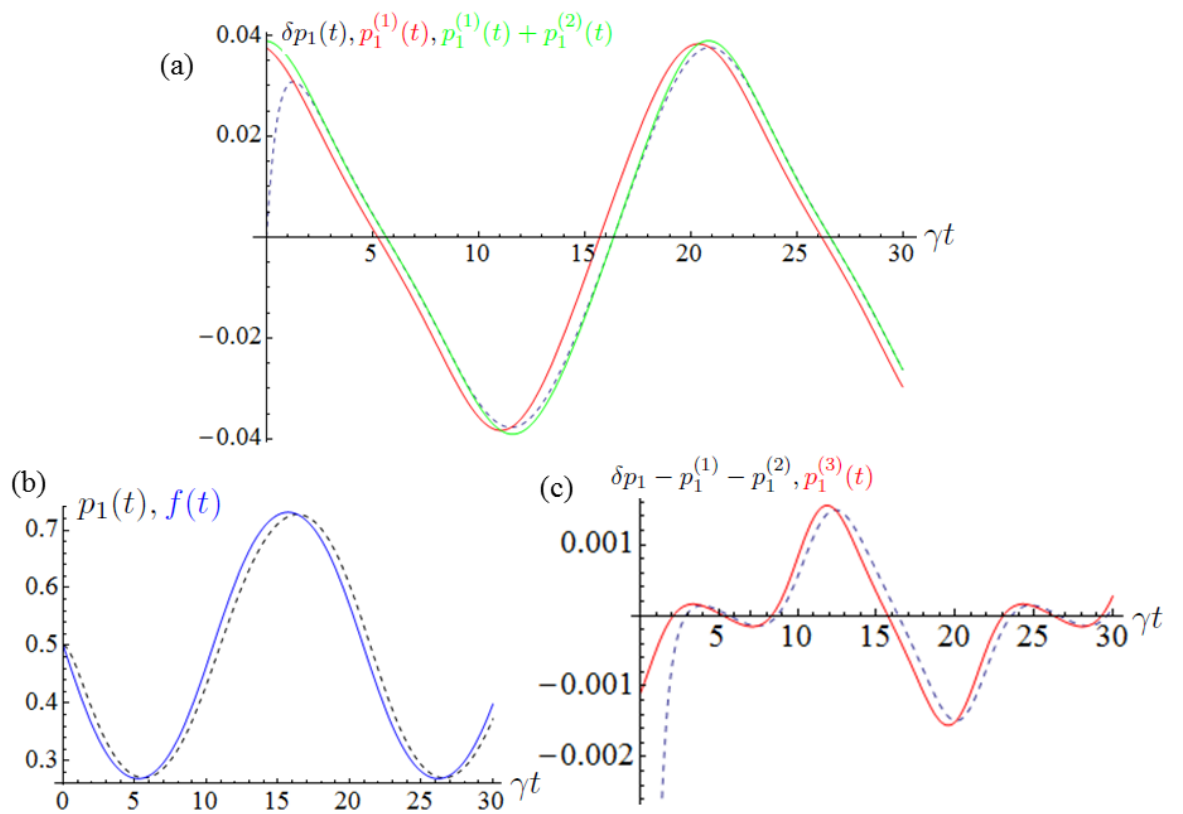 (a)
δp₁(t), p₁⁽¹⁾(t), p₁⁽¹⁾(t) + p₁⁽²⁾(t)
0.04
0.02
−0.02
−0.04
5 10 15 20 25 30 γt
(b)
p₁(t), f(t)
0.7
0.6
0.5
0.4
0.3
0 5 10 15 20 25 30 γt
(c)
δp₁ − p₁⁽¹⁾ − p₁⁽²⁾, p₁⁽³⁾(t)
0.001
−0.001
−0.002
5 10 15 20 25 30 γt